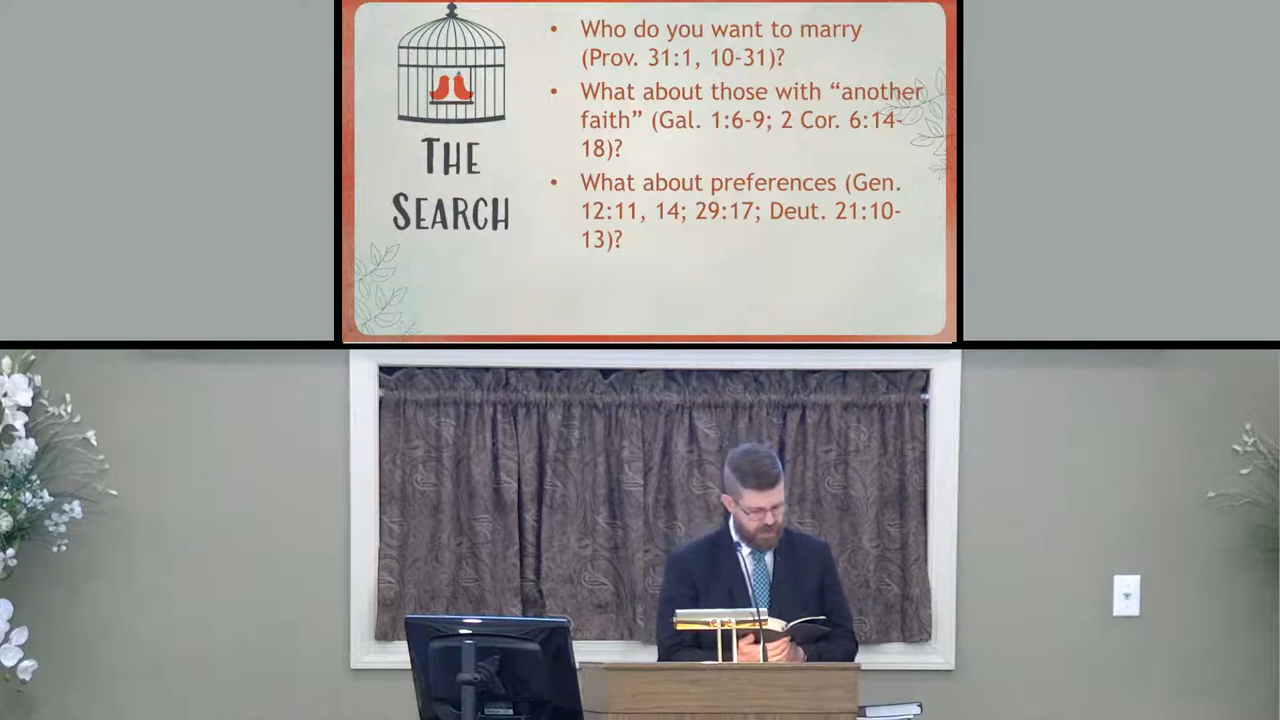 THE
SEARCH
• Who do you want to marry
(Prov. 31:1, 10-31)?
• What about those with “another
faith” (Gal. 1:6-9; 2 Cor. 6:14-
18)?
• What about preferences (Gen.
12:11, 14; 29:17; Deut. 21:10-
13)?